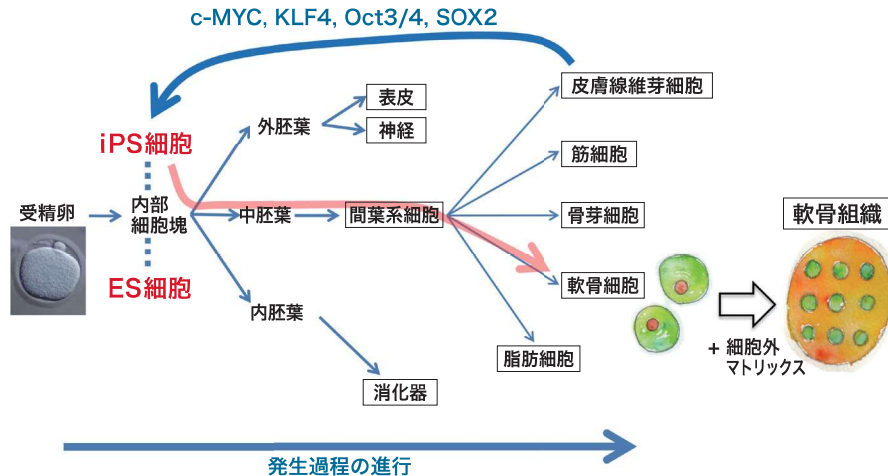 c-MYC, KLF4, Oct3/4, SOX2
iPS細胞
外胚葉
表皮
神経
皮膚線維芽細胞
筋細胞
受精卵
内部
細胞塊
中胚葉
間葉系細胞
骨芽細胞
軟骨組織
ES細胞
内胚葉
軟骨細胞
脂肪細胞
+ 細胞外
マトリックス
消化器
発生過程の進行